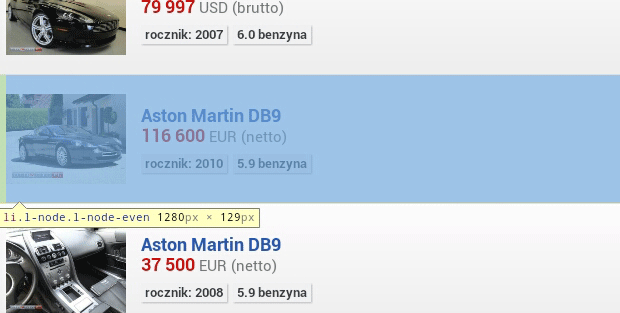 79 997 USD (brutto)
rocznik: 2007 6.0 benzyna
Aston Martin DB9
116 600 EUR (netto)
rocznik: 2010 5.9 benzyna
li.l-node.l-node-even 1280px × 129px
Aston Martin DB9
37 500 EUR (netto)
rocznik: 2008 5.9 benzyna